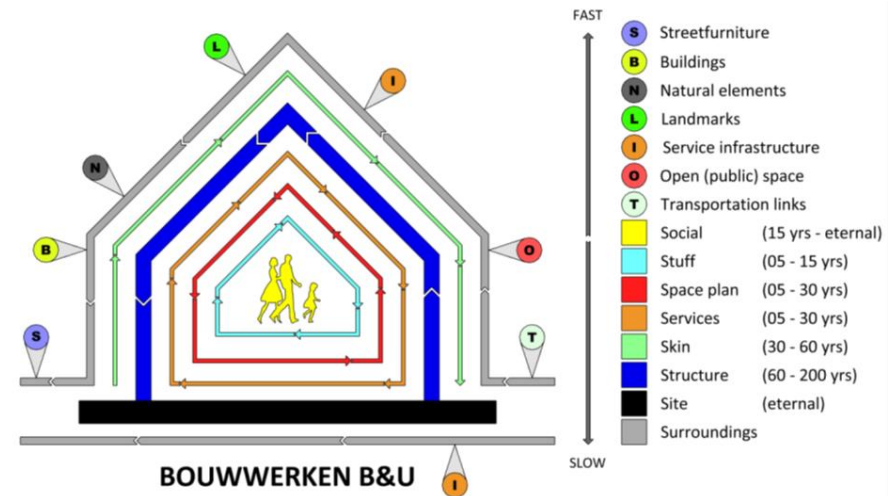 FAST
L
I
N
B
O
S
T
I
BOUWWERKEN B&U
SLOW
S Streetfurniture
B Buildings
N Natural elements
L Landmarks
I Service infrastructure
O Open (public) space
T Transportation links
Social (15 yrs - eternal)
Stuff (05 - 15 yrs)
Space plan (05 - 30 yrs)
Services (05 - 30 yrs)
Skin (30 - 60 yrs)
Structure (60 - 200 yrs)
Site (eternal)
Surroundings